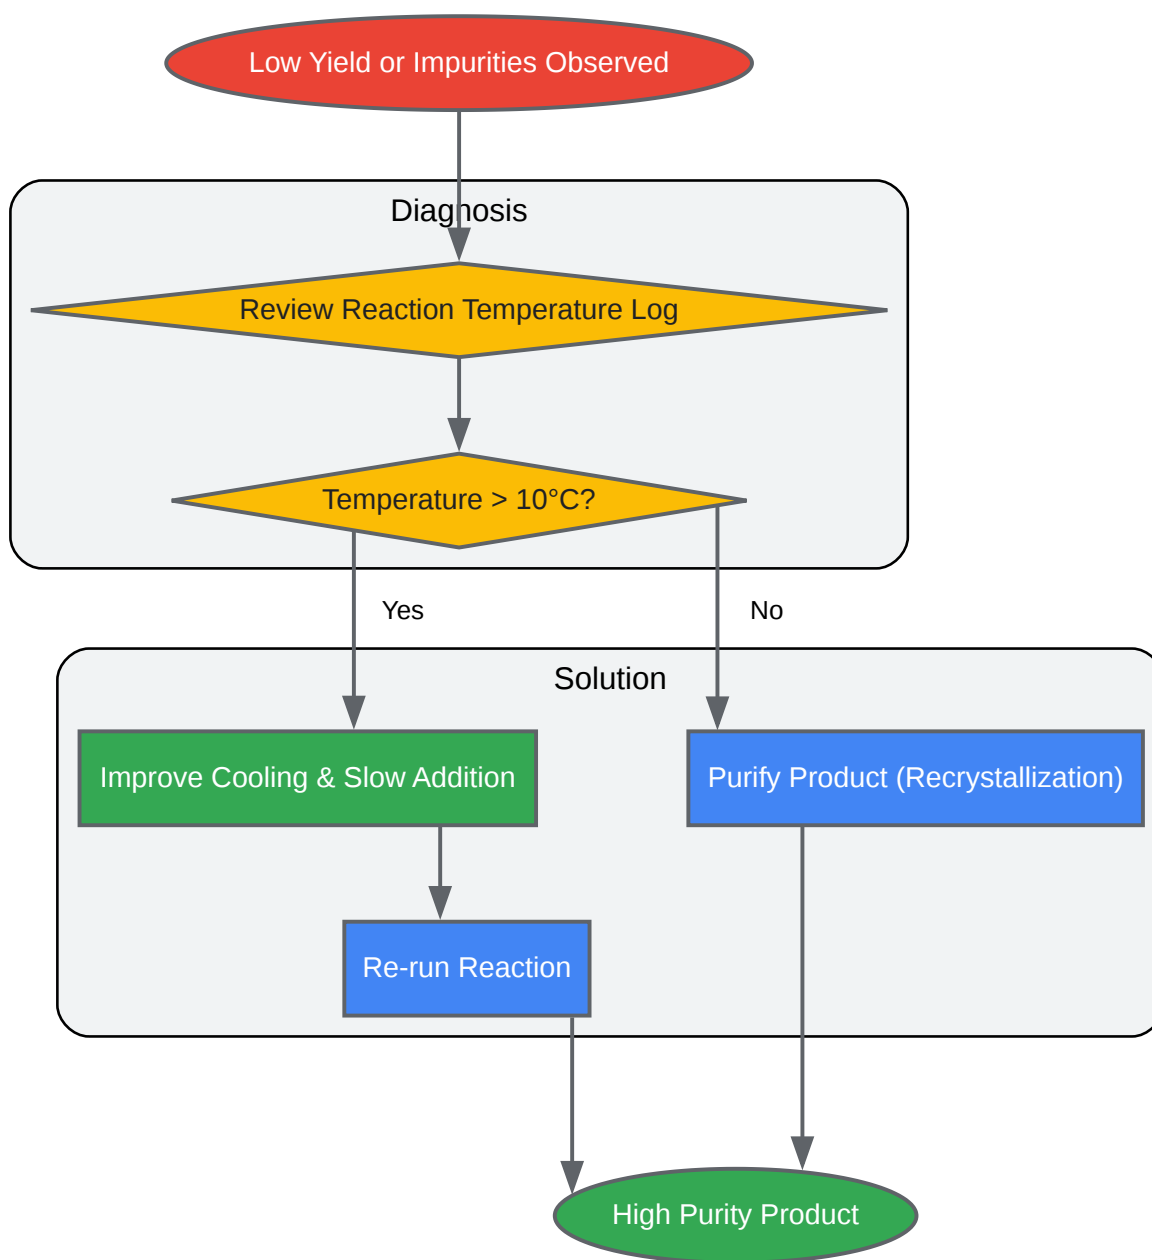 Low Yield or Impurities Observed
Diagnosis
Review Reaction Temperature Log
Temperature > 10°C?
Yes
No
Solution
Improve Cooling & Slow Addition
Purify Product (Recrystallization)
Re-run Reaction
High Purity Product